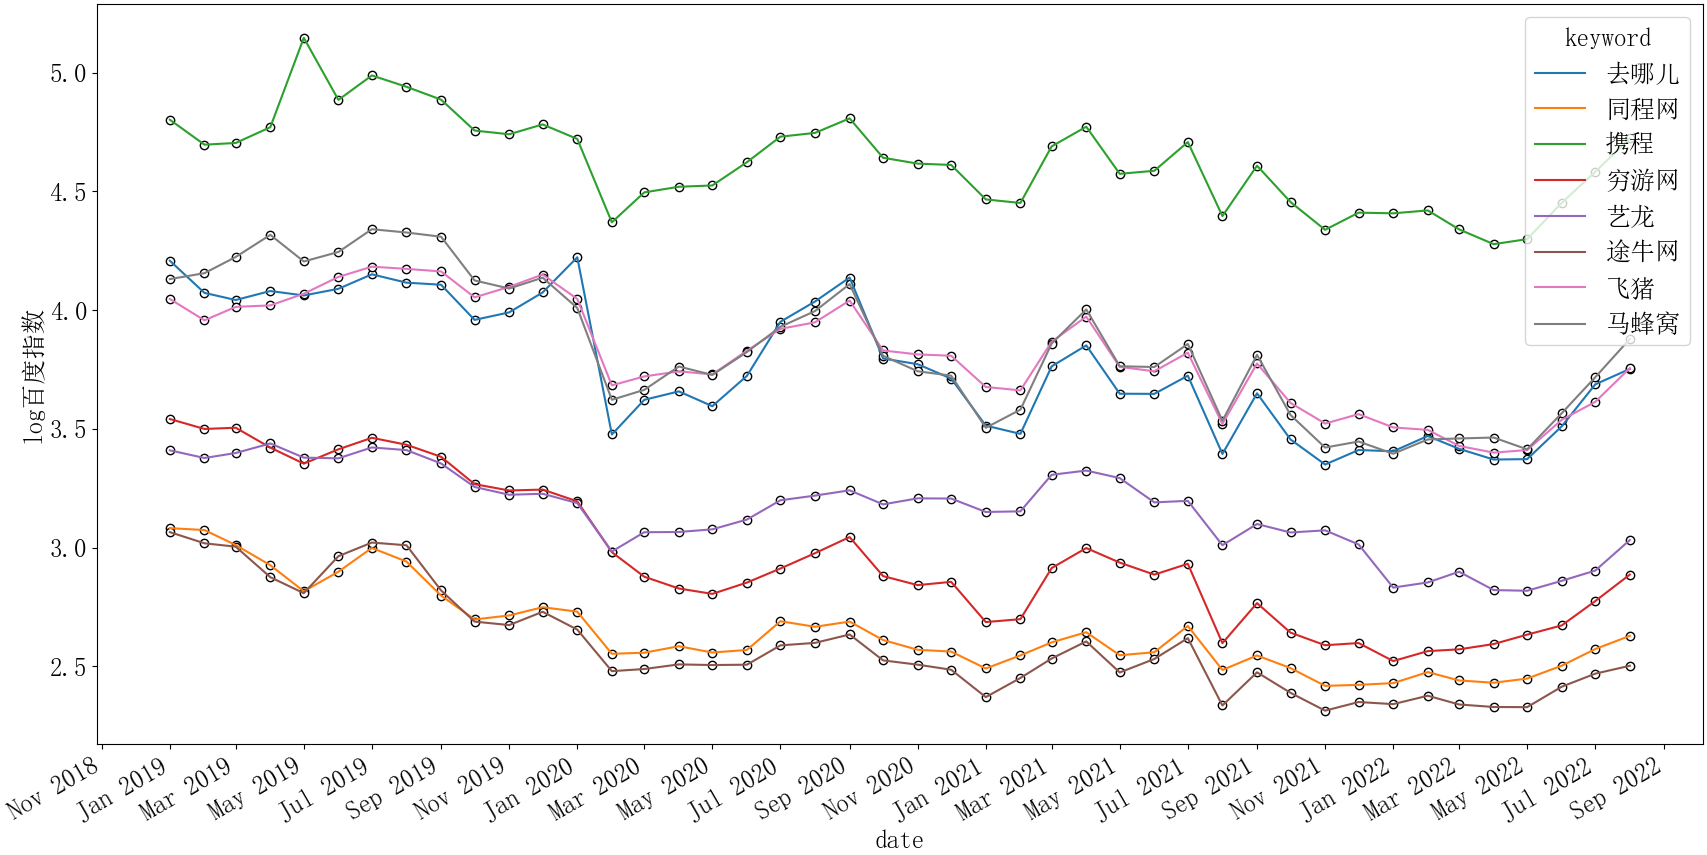 keyword
去哪儿
同程网
携程
穷游网
艺龙
途牛网
飞猪
马蜂窝
log百度指数
5.0
4.5
4.0
3.5
3.0
2.5
Nov 2018
Jan 2019
Mar 2019
May 2019
Jul 2019
Sep 2019
Nov 2019
Jan 2020
Mar 2020
May 2020
Jul 2020
Sep 2020
Nov 2020
Jan 2021
Mar 2021
May 2021
Jul 2021
Sep 2021
Nov 2021
Jan 2022
Mar 2022
May 2022
Jul 2022
Sep 2022
date